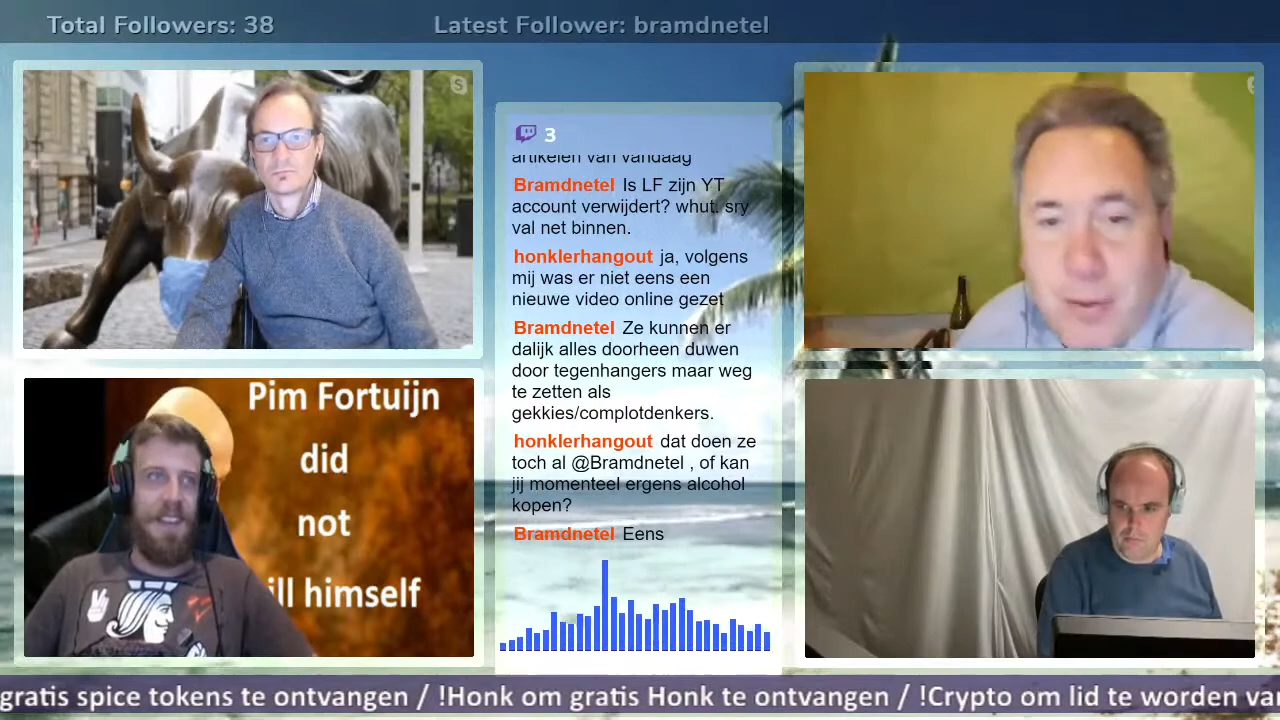 Total Followers: 38
Latest Follower: bramdnetel
3
artikelen van vandaag
Bramdnetel Is LF zijn YT
account verwijdert? whut. sry
val net binnen.
honklerhangout ja, volgens
mij was er niet eens een
nieuwe video online gezet
Bramdnetel Ze kunnen er
dalijk alles doorheen duwen
door tegenhangers maar weg
te zetten als
gekkies/complotdenkers.
honklerhangout dat doen ze
toch al @Bramdnetel , of kan
jij momenteel ergens alcohol
kopen?
Bramdnetel Eens
Pim Fortuijn
did
not
ill himself
gratis spice tokens te ontvangen / !Honk om gratis Honk te ontvangen / !Crypto om lid te worden va